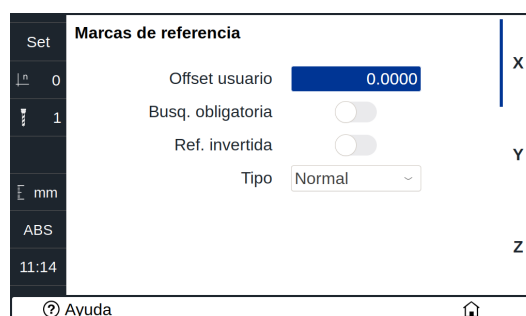 Set
Marcas de referencia
X
n 0
Offset usuario 0.0000
1
Busq. obligatoria
Ref. invertida
Y
Tipo Normal
mm
ABS
Z
11:14
? Ayuda